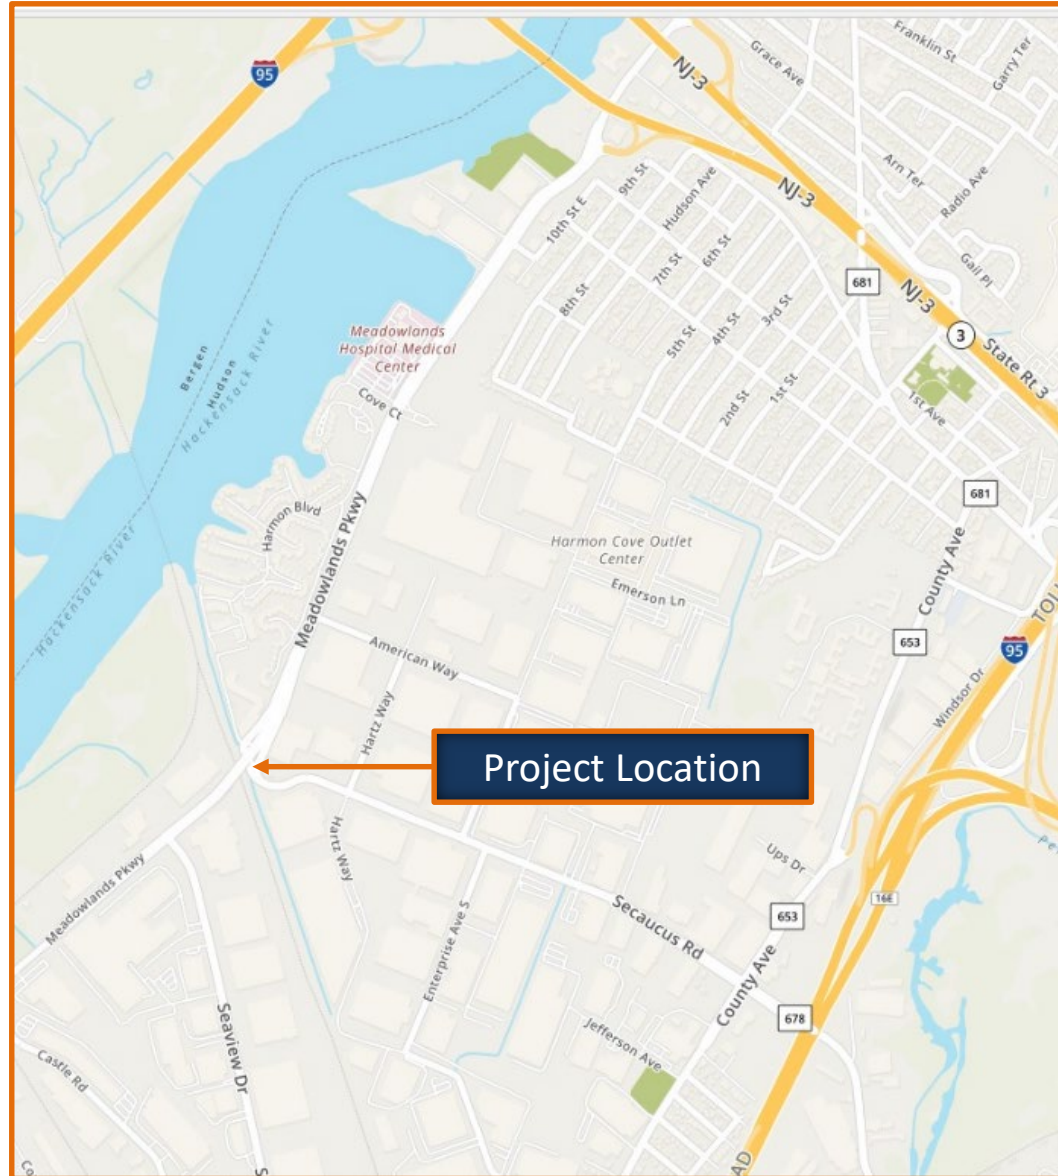 95
NJ-3
Grace Ave
Franklin St
Garry Ter
Arn Ter
Radio Ave
NJ-3
9th St
Hudson Ave
10th St E
7th St
6th St
Gail Pl
681
NJ-3
8th St
3rd St
3
State Rt 3
Meadowlands
Hospital Medical
Center
5th St
4th St
Bergen
Hudson
Hackensack River
1st St
2nd St
1st Ave
Cove Ct
681
Harmon Blvd
Meadowlands Pkwy
Harmon Cove Outlet
Center
Emerson Ln
County Ave
Hackensack River
653
95
American Way
Windsor Dr
Hartz Way
Project Location
Hartz Way
Ups Dr
Meadowlands Pkwy
16E
Secaucus Rd
653
Enterprise Ave S
County Ave
678
Seaview Dr
Jefferson Ave
Castle Rd